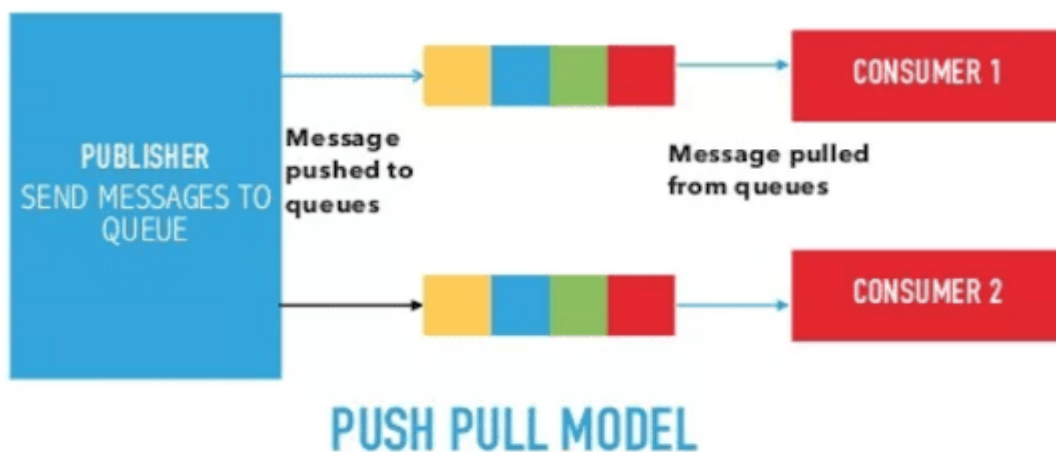 PUBLISHER
SEND MESSAGES TO
QUEUE
Message
pushed to
queues
CONSUMER 1
Message pulled
from queues
CONSUMER 2
PUSH PULL MODEL